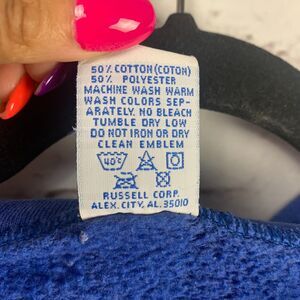 50% COTTON(COTON)
50% POLYESTER
MACHINE WASH WARM
WASH COLORS SEP-
ARATELY. NO BLEACH
TUMBLE DRY LOW
DO NOT IRON OR DRY
CLEAN EMBLEM
40°C
RUSSELL CORP.
ALEX. CITY, AL. 35010